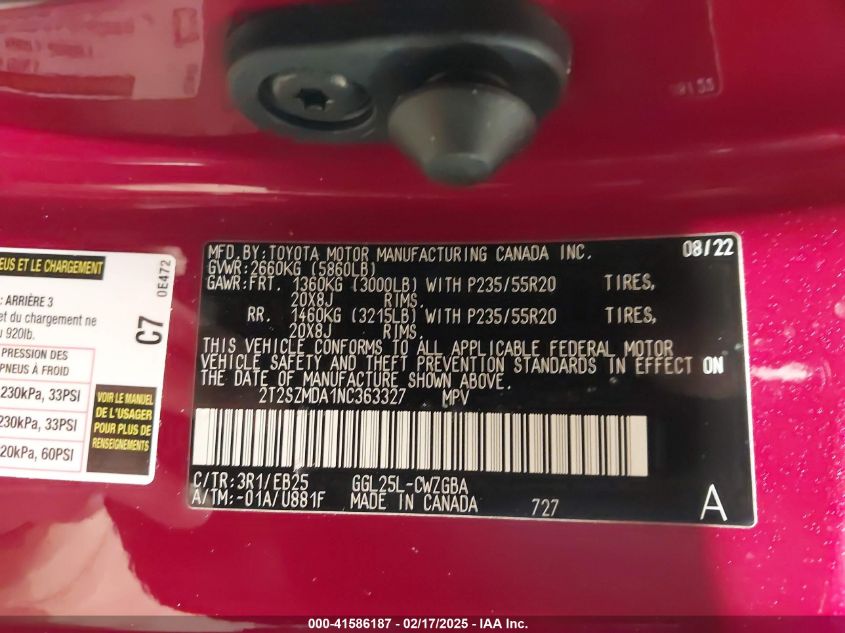 EUS ET LE CHARGEMENT
: ARRIÈRE 3
et du chargement ne
u 920lb.
PRESSION DES
PNEUS À FROID
230kPa, 33PSI
230kPa, 33PSI
20kPa, 60PSI
VOIR LE MANUEL
DE L'USAGER
POUR PLUS DE
RENSEIGNEMENTS
C7
0E472
MFD. BY: TOYOTA MOTOR MANUFACTURING CANADA INC. 08/22
GVWR: 2660KG (5860LB)
GAWR: FRT. 1360KG (3000LB) WITH P235/55R20 TIRES,
20X8J RIMS.
RR. 1460KG (3215LB) WITH P235/55R20 TIRES,
20X8J RIMS.
THIS VEHICLE CONFORMS TO ALL APPLICABLE FEDERAL MOTOR
VEHICLE SAFETY AND THEFT PREVENTION STANDARDS IN EFFECT ON
THE DATE OF MANUFACTURE SHOWN ABOVE.
2T2SZMDA1NC363327 MPV
C/TR: 3R1/EB25 GGL25L-CWZGBA
A/TM: -01A/U881F MADE IN CANADA 727 A
000-41586187 - 02/17/2025 - IAA Inc.